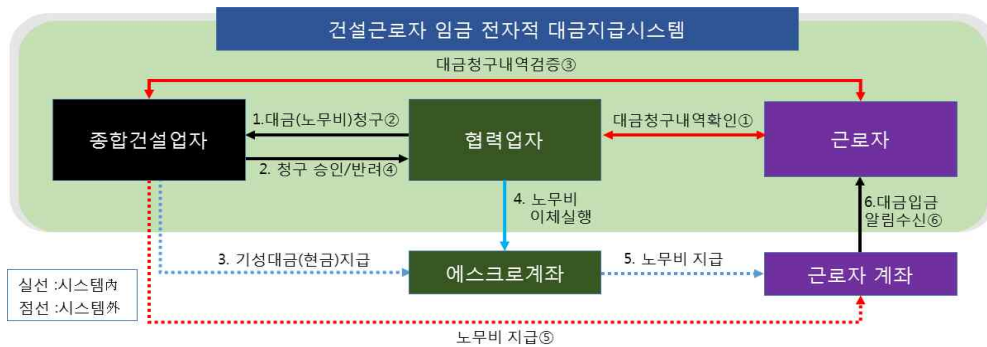 건설근로자 임금 전자적 대금지급시스템
대금청구내역검증③
종합건설업자
1.대금(노무비)청구②
2. 청구 승인/반려④
협력업자
대금청구내역확인①
근로자
4. 노무비
이체실행
6.대금입금
알림수신⑥
3. 기성대금(현금)지급
에스크로계좌
5. 노무비 지급
근로자 계좌
실선 :시스템內
점선 :시스템外
노무비 지급⑤